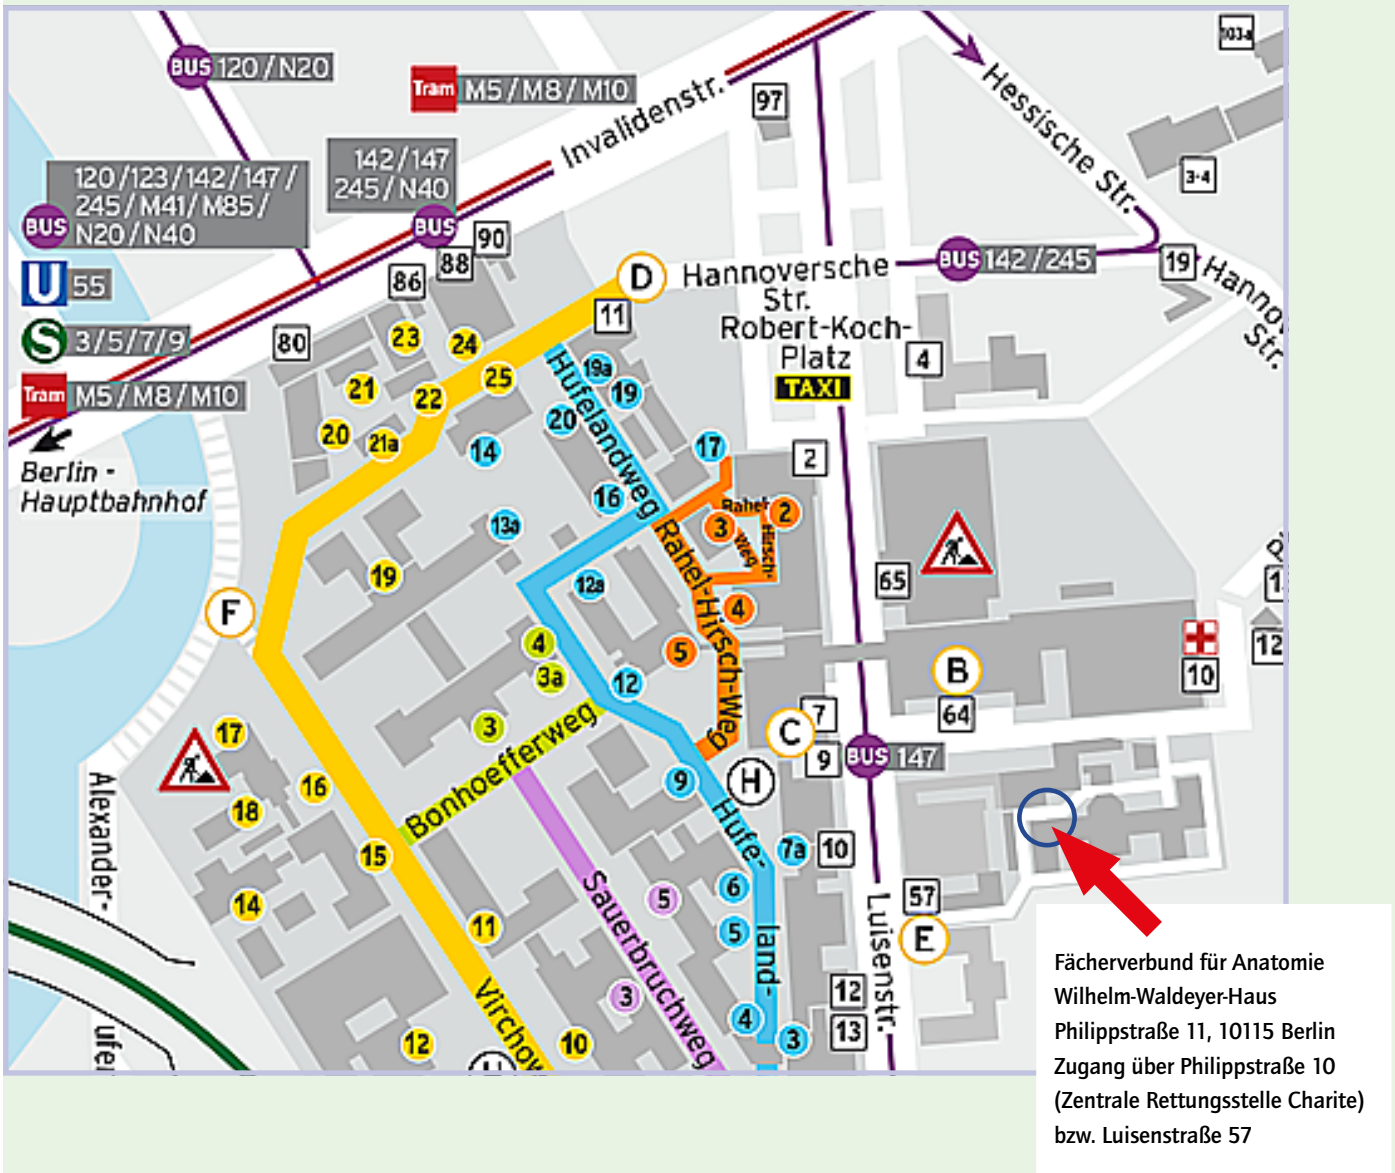 BUS 120/N20
Tram M5/M8/M10
Invalidenstr.
97
103a
Hessische Str.
3-4
142/147
245/N40
BUS
120/123/142/147/
245/M41/M85/
N20/N40
BUS
U 55
S 3/5/7/9
Tram M5/M8/M10
Berlin -
Hauptbahnhof
90
88
86
80
D
11
Hannoversche
Str.
BUS 142/245
19
Hannov
Str.
Robert-Koch-
Platz
TAXI
4
23
24
25
21
22
20
21a
14
Hufelandweg
19a
19
20
17
16
13a
2
Rahel-
Hirsch-
Weg
2
3
Rahel-Hirsch-Weg
4
5
65
19
12a
F
4
3a
12
3
Bonhoefferweg
B
64
10
12
7
C
9
BUS 147
H
9
Hufe-
land-
17
16
18
15
14
11
Alexander-
ufer
Sauerbruchweg
5
3
7a
10
6
5
4
3
12
13
Luisenstr.
57
E
Virchow
12
10
Fächerverbund für Anatomie
Wilhelm-Waldeyer-Haus
Philippstraße 11, 10115 Berlin
Zugang über Philippstraße 10
(Zentrale Rettungsstelle Charite)
bzw. Luisenstraße 57